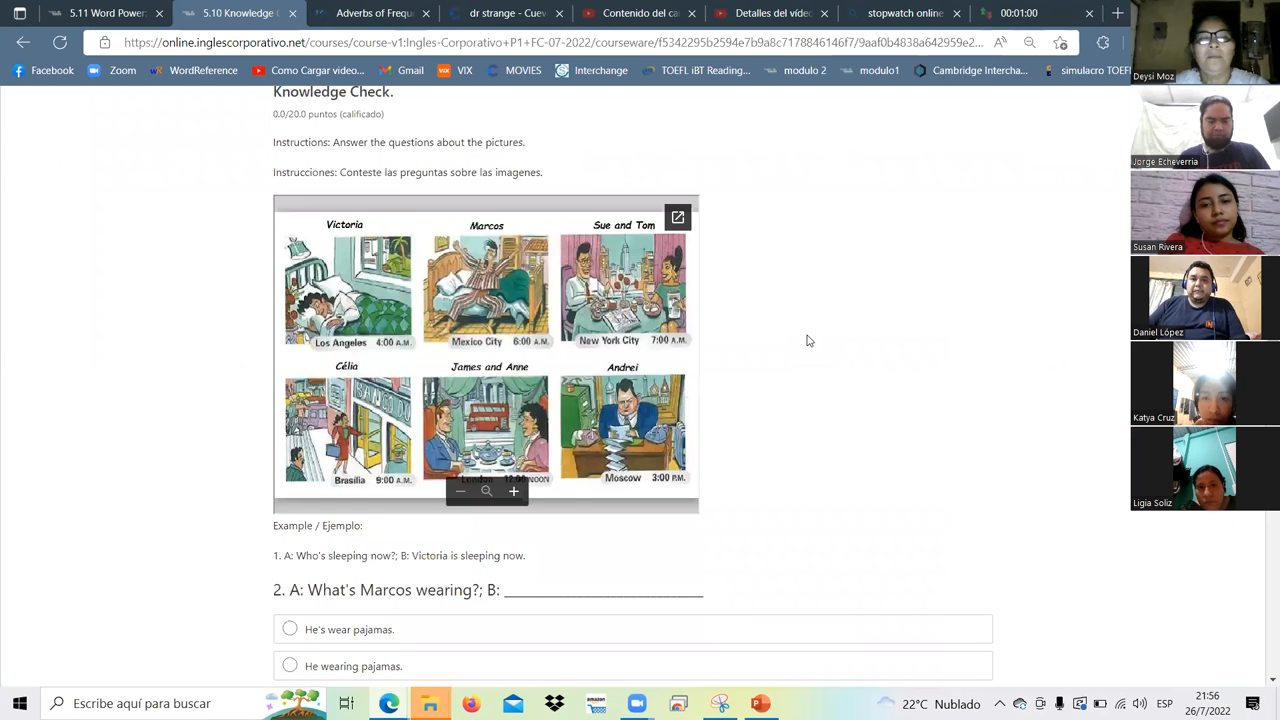 5.11 Word Power
5.10 Knowledge C
Adverbs of Frequ
dr strange - Cuev
Contenido del ca
Detalles del vídeo
stopwatch online
00:01:00
https://online.inglescorporativo.net/courses/course-v1:Ingles-Corporativo+P1+FC-07-2022/courseware/f5342295b2594e7b9a8c7178846146f7/9aaf0b4838a642959e2...
Facebook
Zoom
WordReference
Como Cargar video...
Gmail
VIX
MOVIES
Interchange
TOEFL iBT Reading...
modulo 2
modulo1
Cambridge Intercha...
simulacro TOEFL
Knowledge Check.
0.0/20.0 puntos (calificado)
Instructions: Answer the questions about the pictures.
Instrucciones: Conteste las preguntas sobre las imagenes.
Victoria
Marcos
Sue and Tom
Los Angeles 4:00 A.M.
Mexico City 6:00 A.M.
New York City 7:00 A.M.
Célia
James and Anne
Andrei
Brasília 9:00 A.M.
London 12:00 NOON
Moscow 3:00 P.M.
Example / Ejemplo:
1. A: Who's sleeping now?; B: Victoria is sleeping now.
2. A: What's Marcos wearing?; B: ________________________
He's wear pajamas.
He wearing pajamas.
Deysi Moz
Jorge Echeverria
Susan Rivera
Daniel López
Katya Cruz
Ligia Soliz
Escribe aquí para buscar
22°C Nublado
ESP
21:56
26/7/2022